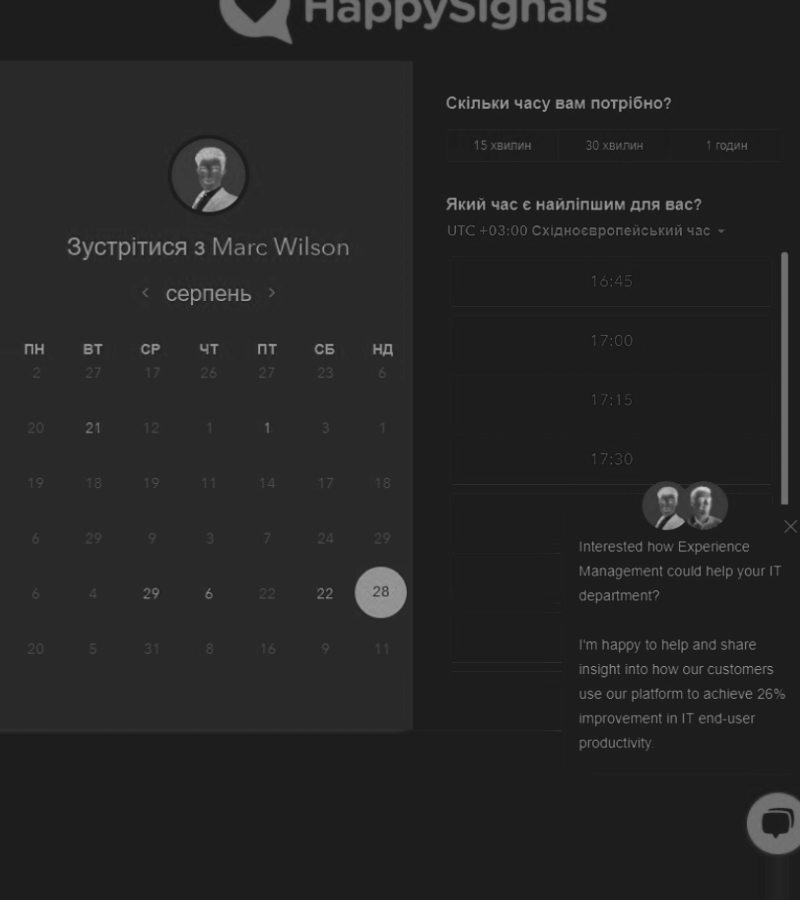 HappySignals
Зустрітися з Marc Wilson
серпень
ПН ВТ СР ЧТ ПТ СБ НД
2 27 17 26 27 23 6
20 21 12 1 1 3 1
19 18 19 11 14 17 18
6 29 9 3 7 24 29
6 4 29 6 22 22 28
20 5 31 8 16 9 11
Скільки часу вам потрібно?
15 хвилин 30 хвилин 1 годин
Який час є найліпшим для вас?
UTC +03:00 Східноєвропейський час
16:45
17:00
17:15
17:30
Interested how Experience
Management could help your IT
department?
I'm happy to help and share
insight into how our customers
use our platform to achieve 26%
improvement in IT end-user
productivity.